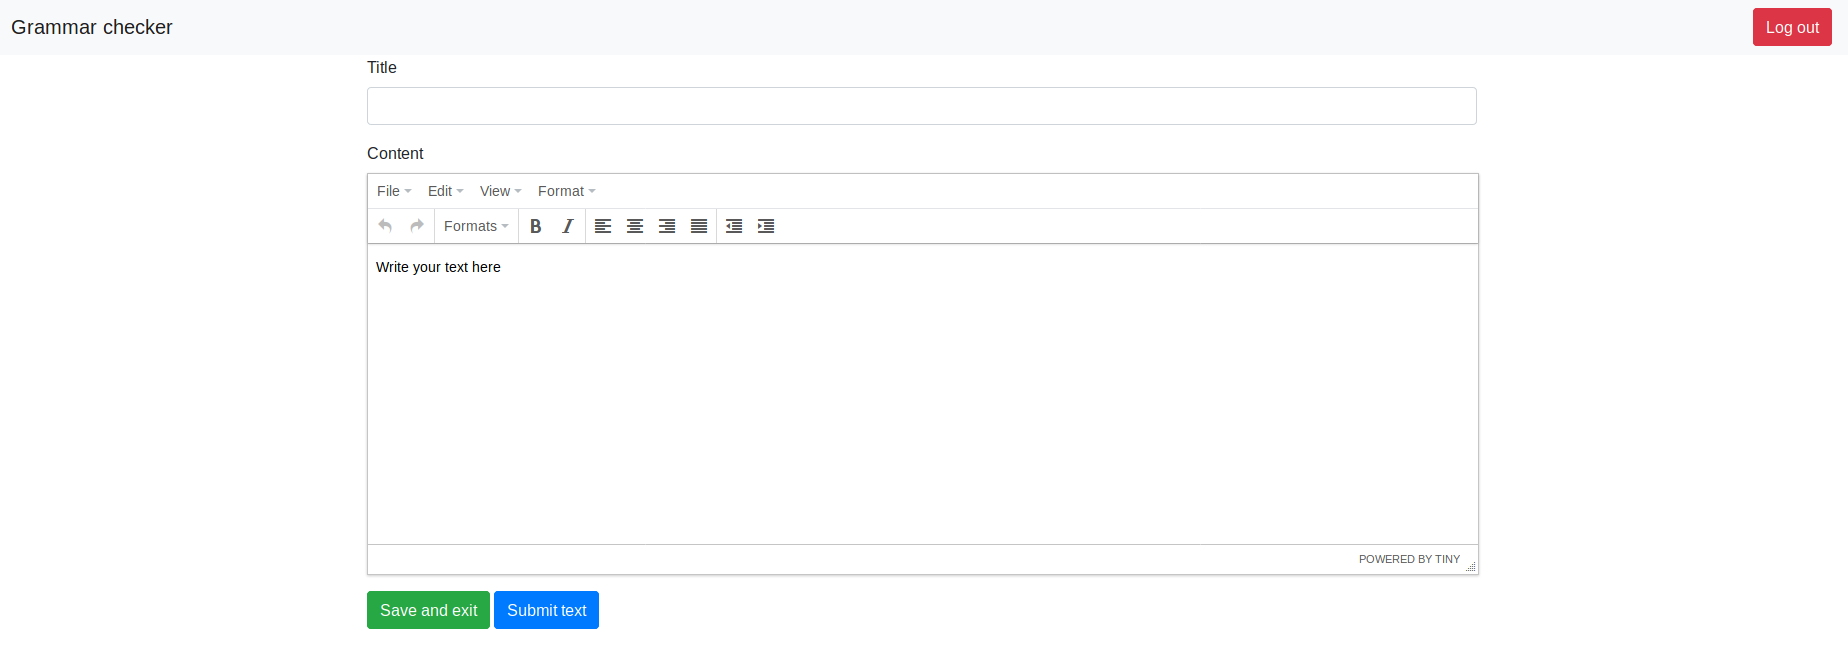 Grammar checker Log out
Title
Content
File Edit View Format
Formats B I
Write your text here
POWERED BY TINY
Save and exit Submit text